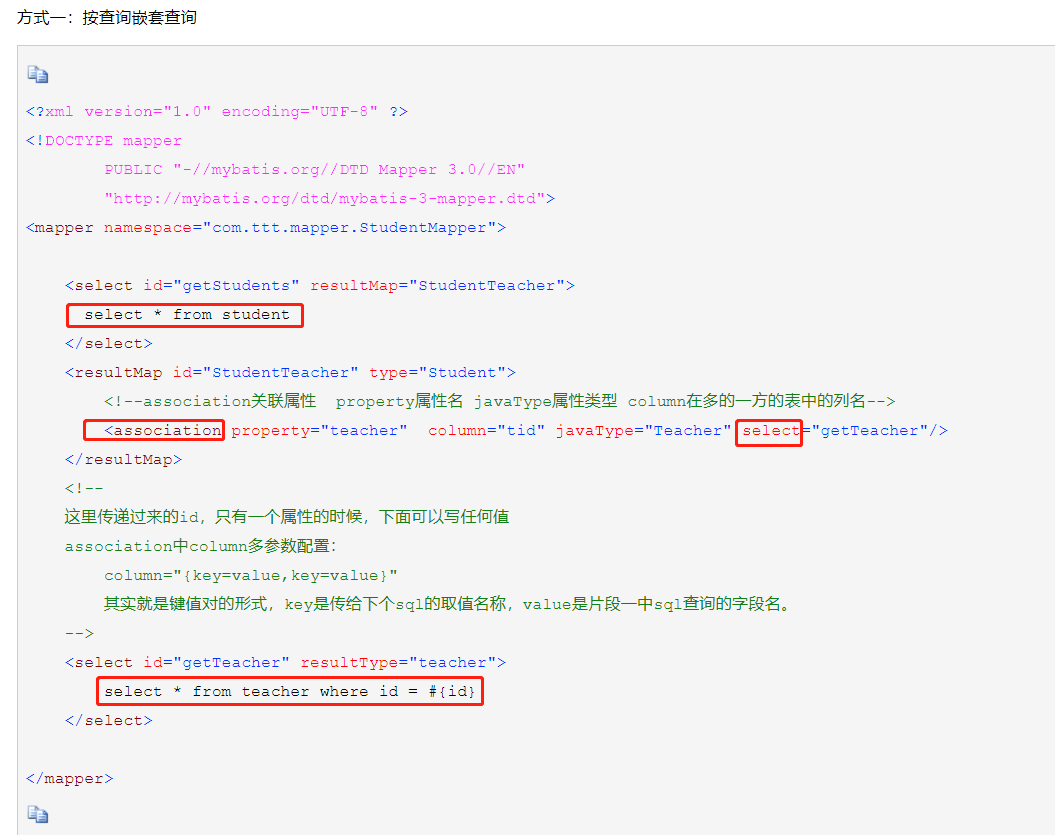 方式一：按查询嵌套查询
<?xml version="1.0" encoding="UTF-8" ?>
<!DOCTYPE mapper
        PUBLIC "-//mybatis.org//DTD Mapper 3.0//EN"
        "http://mybatis.org/dtd/mybatis-3-mapper.dtd">
<mapper namespace="com.ttt.mapper.StudentMapper">
    <select id="getStudents" resultMap="StudentTeacher">
      select * from student
    </select>
    <resultMap id="StudentTeacher" type="Student">
        <!--association关联属性  property属性名 javaType属性类型 column在多的一方的表中的列名-->
        <association property="teacher"  column="tid" javaType="Teacher" select="getTeacher"/>
    </resultMap>
    <!--
    这里传递过来的id，只有一个属性的时候，下面可以写任何值
    association中column多参数配置：
        column="{key=value,key=value}"
        其实就是键值对的形式，key是传给下个sql的取值名称，value是片段一中sql查询的字段名。
    -->
    <select id="getTeacher" resultType="teacher">
        select * from teacher where id = #{id}
    </select>
</mapper>